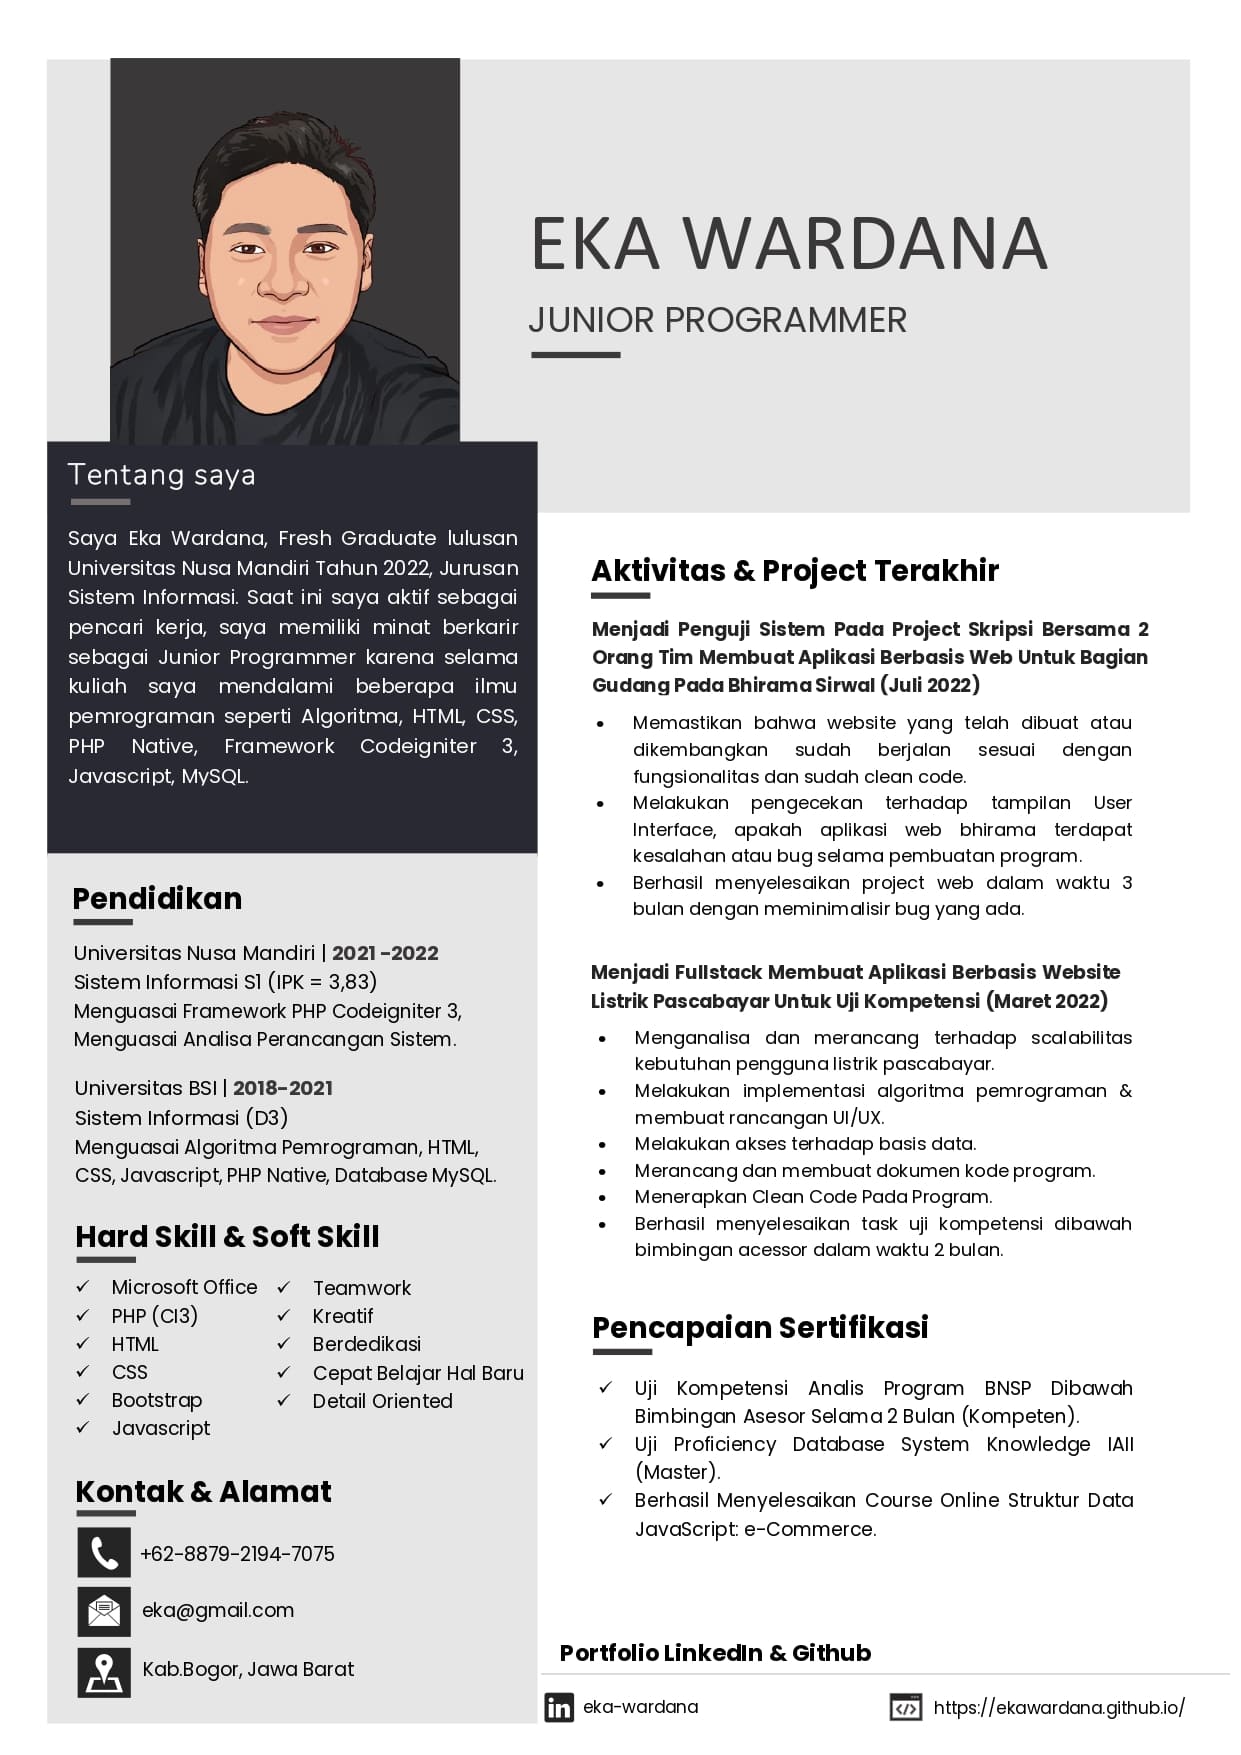 EKA WARDANA
JUNIOR PROGRAMMER
Tentang saya
Saya Eka Wardana, Fresh Graduate lulusan
Universitas Nusa Mandiri Tahun 2022, Jurusan
Sistem Informasi. Saat ini saya aktif sebagai
pencari kerja, saya memiliki minat berkarir
sebagai Junior Programmer karena selama
kuliah saya mendalami beberapa ilmu
pemrograman seperti Algoritma, HTML, CSS,
PHP Native, Framework Codeigniter 3,
Javascript, MySQL.
Pendidikan
Universitas Nusa Mandiri | 2021 -2022
Sistem Informasi S1 (IPK = 3,83)
Menguasai Framework PHP Codeigniter 3,
Menguasai Analisa Perancangan Sistem.
Universitas BSI | 2018-2021
Sistem Informasi (D3)
Menguasai Algoritma Pemrograman, HTML,
CSS, Javascript, PHP Native, Database MySQL.
Hard Skill & Soft Skill
✓ Microsoft Office
✓ PHP (CI3)
✓ HTML
✓ CSS
✓ Bootstrap
✓ Javascript
✓ Teamwork
✓ Kreatif
✓ Berdedikasi
✓ Cepat Belajar Hal Baru
✓ Detail Oriented
Kontak & Alamat
+62-8879-2194-7075
eka@gmail.com
Kab.Bogor, Jawa Barat
Aktivitas & Project Terakhir
Menjadi Penguji Sistem Pada Project Skripsi Bersama 2
Orang Tim Membuat Aplikasi Berbasis Web Untuk Bagian
Gudang Pada Bhirama Sirwal (Juli 2022)
• Memastikan bahwa website yang telah dibuat atau
dikembangkan sudah berjalan sesuai dengan
fungsionalitas dan sudah clean code.
• Melakukan pengecekan terhadap tampilan User
Interface, apakah aplikasi web bhirama terdapat
kesalahan atau bug selama pembuatan program.
• Berhasil menyelesaikan project web dalam waktu 3
bulan dengan meminimalisir bug yang ada.
Menjadi Fullstack Membuat Aplikasi Berbasis Website
Listrik Pascabayar Untuk Uji Kompetensi (Maret 2022)
• Menganalisa dan merancang terhadap scalabilitas
kebutuhan pengguna listrik pascabayar.
• Melakukan implementasi algoritma pemrograman &
membuat rancangan UI/UX.
• Melakukan akses terhadap basis data.
• Merancang dan membuat dokumen kode program.
• Menerapkan Clean Code Pada Program.
• Berhasil menyelesaikan task uji kompetensi dibawah
bimbingan acessor dalam waktu 2 bulan.
Pencapaian Sertifikasi
✓ Uji Kompetensi Analis Program BNSP Dibawah
Bimbingan Asesor Selama 2 Bulan (Kompeten).
✓ Uji Proficiency Database System Knowledge IAII
(Master).
✓ Berhasil Menyelesaikan Course Online Struktur Data
JavaScript: e-Commerce.
Portfolio LinkedIn & Github
in eka-wardana
</> https://ekawardana.github.io/